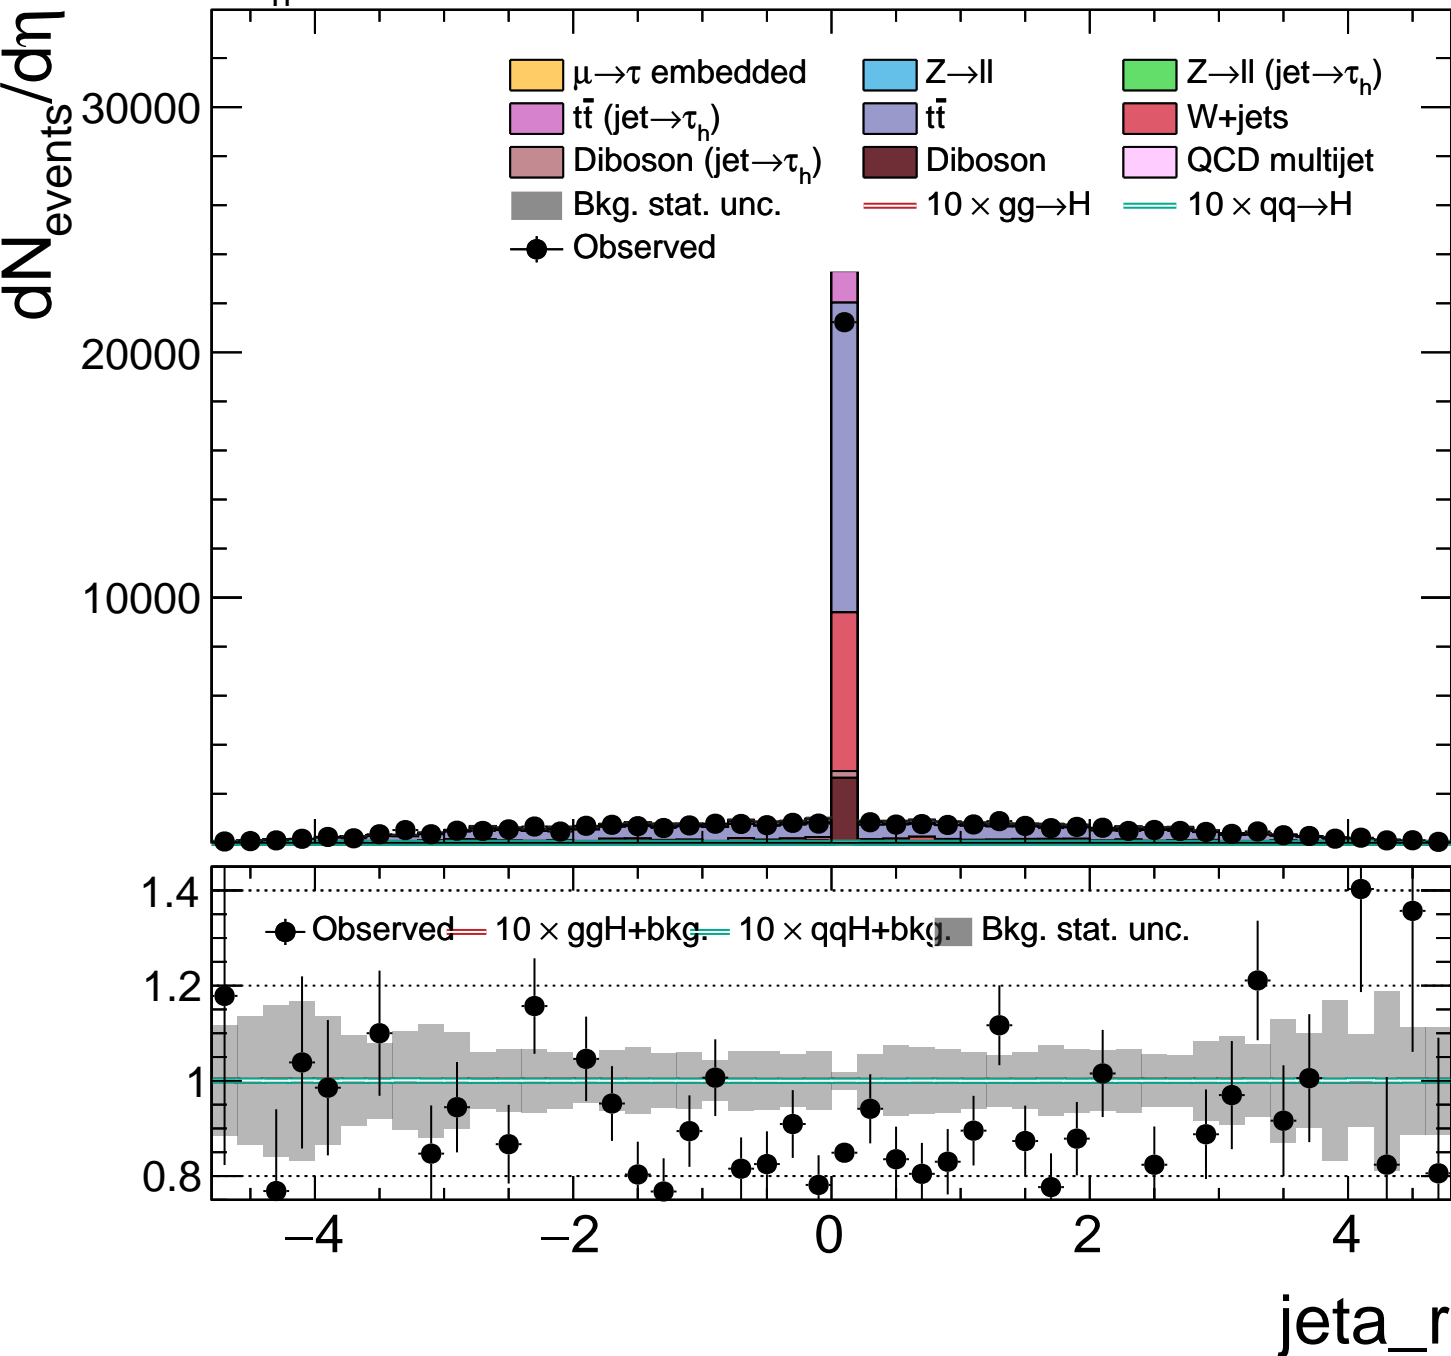 dN_events/dη
30000
20000
10000
μ→τ embedded Z→ll Z→ll (jet→τ_h)
tt̄ (jet→τ_h) tt̄ W+jets
Diboson (jet→τ_h) Diboson QCD multijet
Bkg. stat. unc. 10 × gg→H 10 × qq→H
Observed
1.4
1.2
1
0.8
Observed 10 × ggH+bkg. 10 × qqH+bkg. Bkg. stat. unc.
−4 −2 0 2 4
jeta_r